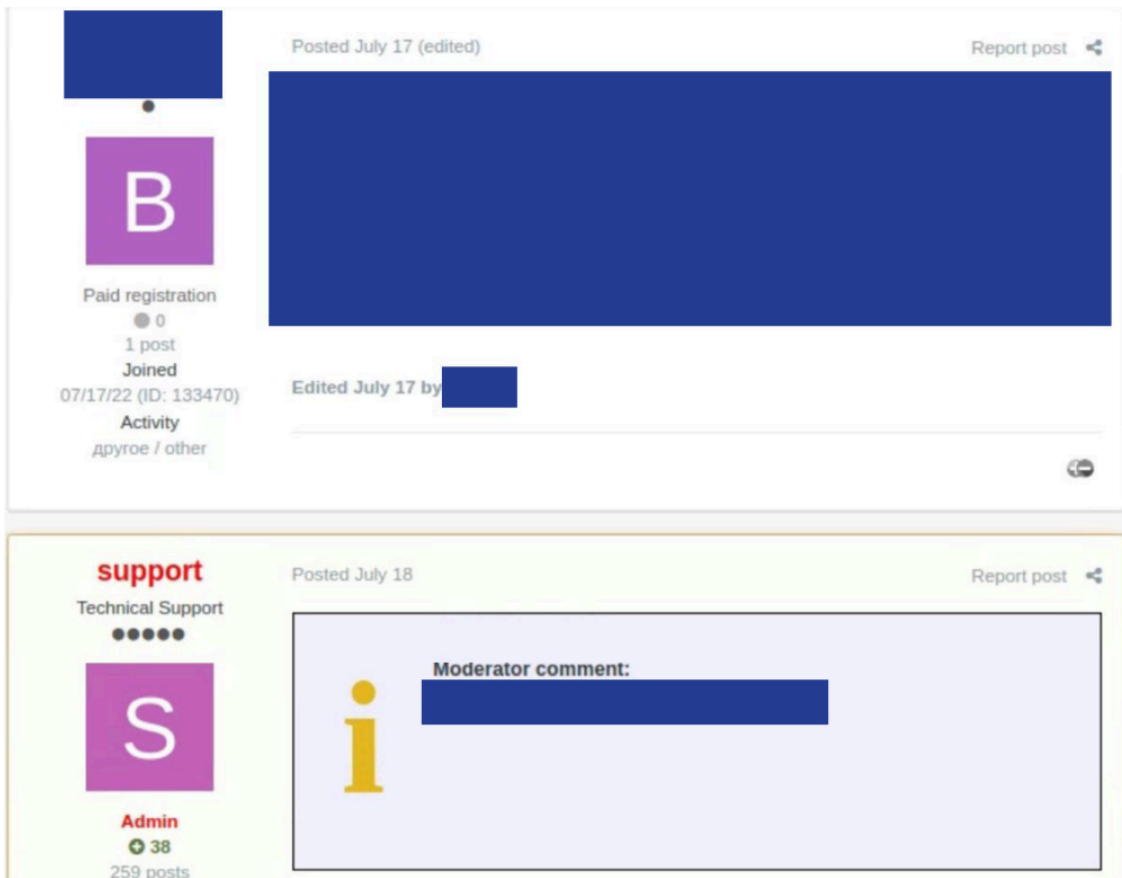 Posted July 17 (edited)
Report post
B
Paid registration
0
1 post
Joined
07/17/22 (ID: 133470)
Activity
другое / other
Edited July 17 by
support
Technical Support
Posted July 18
Report post
S
Admin
38
259 posts
Moderator comment:
i